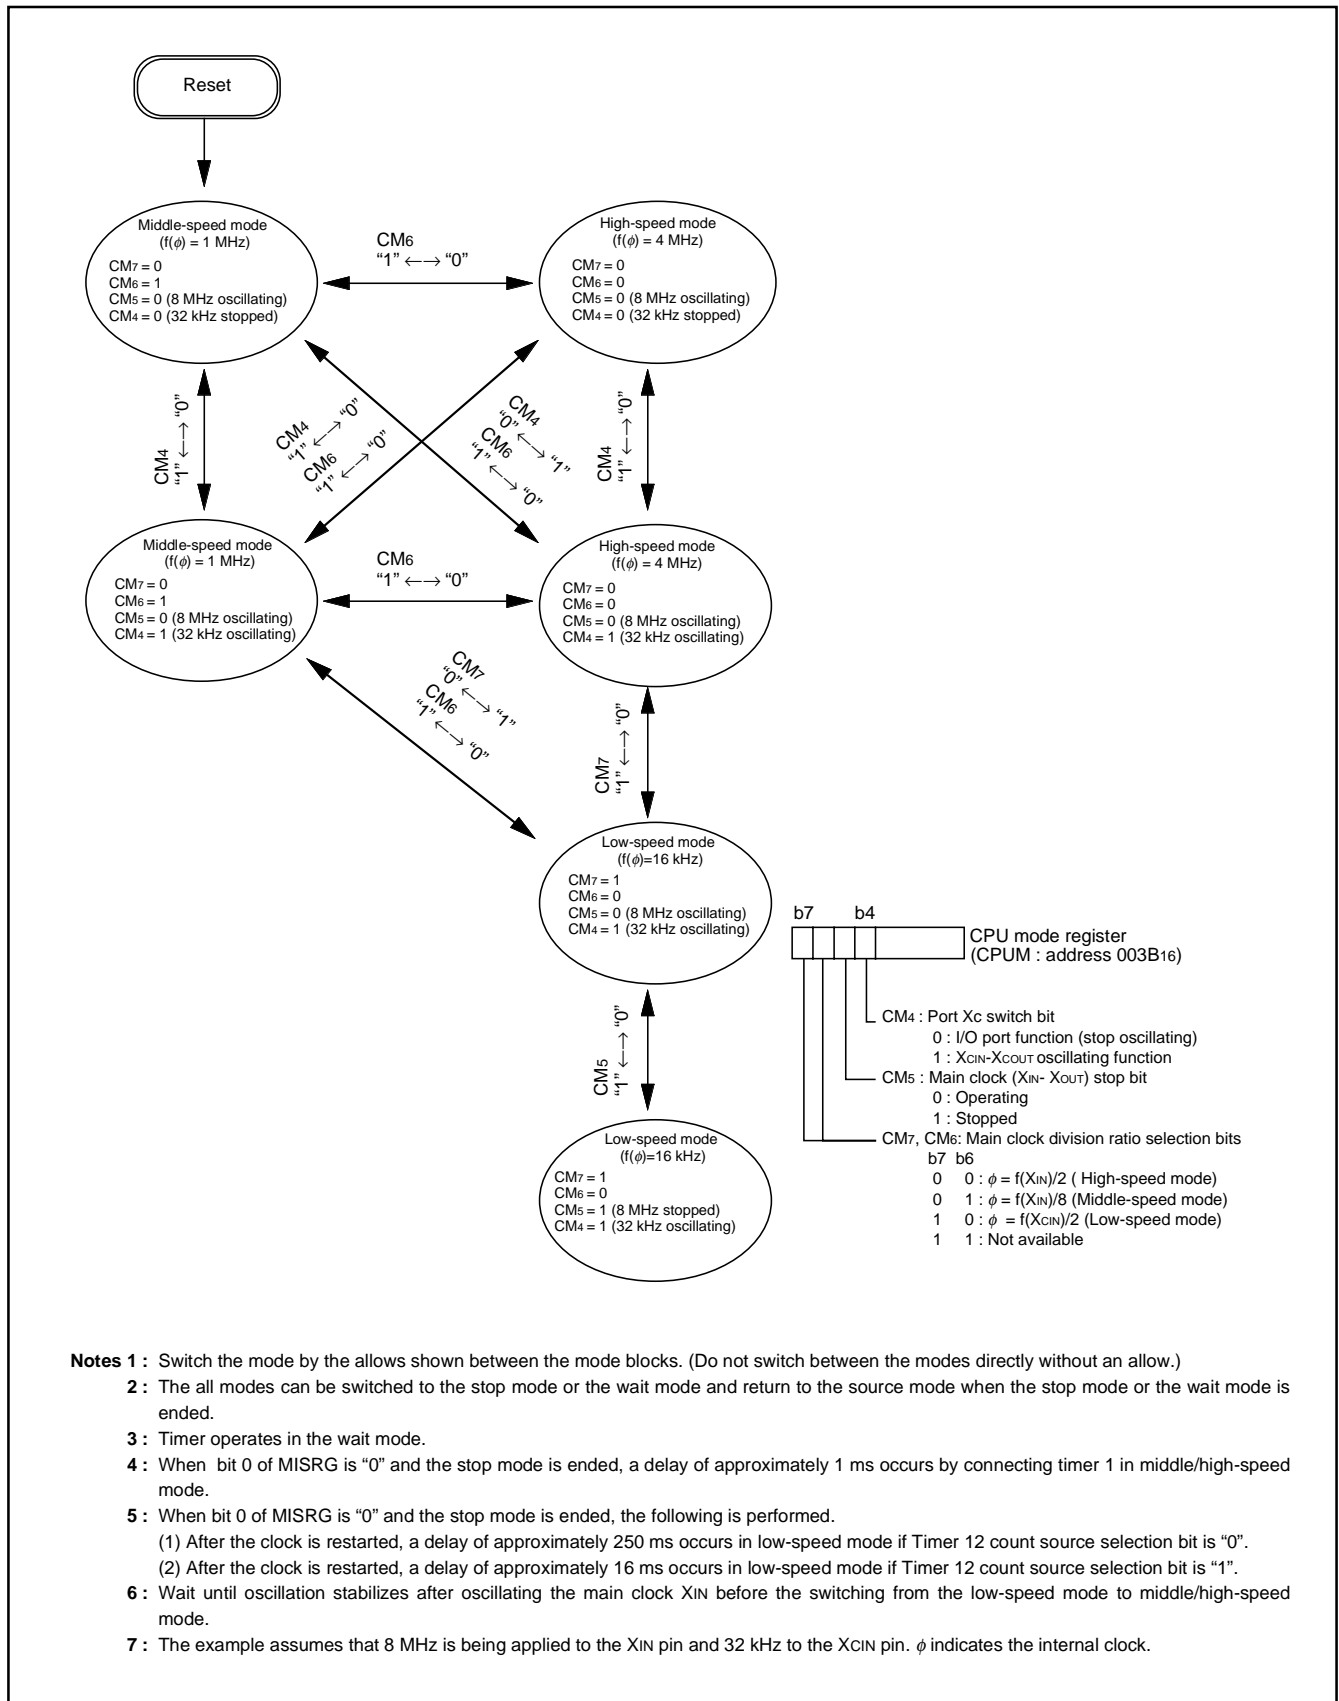 Reset
Middle-speed mode
(f(ϕ) = 1 MHz)
CM7 = 0
CM6 = 1
CM5 = 0 (8 MHz oscillating)
CM4 = 0 (32 kHz stopped)
CM6
“1” ←→ “0”
High-speed mode
(f(ϕ) = 4 MHz)
CM7 = 0
CM6 = 0
CM5 = 0 (8 MHz oscillating)
CM4 = 0 (32 kHz stopped)
CM4
“1” ←→ “0”
CM4
“1” ←→ “0”
CM6
“1” ←→ “0”
CM4
“0” ←→ “1”
CM6
“1” ←→ “0”
CM4
“1” ←→ “0”
Middle-speed mode
(f(ϕ) = 1 MHz)
CM7 = 0
CM6 = 1
CM5 = 0 (8 MHz oscillating)
CM4 = 1 (32 kHz oscillating)
CM6
“1” ←→ “0”
High-speed mode
(f(ϕ) = 4 MHz)
CM7 = 0
CM6 = 0
CM5 = 0 (8 MHz oscillating)
CM4 = 1 (32 kHz oscillating)
CM7
“0” ←→ “1”
CM6
“1” ←→ “0”
CM7
“1” ←→ “0”
Low-speed mode
(f(ϕ)=16 kHz)
CM7 = 1
CM6 = 0
CM5 = 0 (8 MHz oscillating)
CM4 = 1 (32 kHz oscillating)
CM5
“1” ←→ “0”
Low-speed mode
(f(ϕ)=16 kHz)
CM7 = 1
CM6 = 0
CM5 = 1 (8 MHz stopped)
CM4 = 1 (32 kHz oscillating)
b7 b4
CPU mode register
(CPUM : address 003B16)
CM4 : Port Xc switch bit
0 : I/O port function (stop oscillating)
1 : XCIN-XCOUT oscillating function
CM5 : Main clock (XIN- XOUT) stop bit
0 : Operating
1 : Stopped
CM7, CM6: Main clock division ratio selection bits
b7 b6
0 0 : ϕ = f(XIN)/2 ( High-speed mode)
0 1 : ϕ = f(XIN)/8 (Middle-speed mode)
1 0 : ϕ = f(XCIN)/2 (Low-speed mode)
1 1 : Not available
Notes 1 : Switch the mode by the allows shown between the mode blocks. (Do not switch between the modes directly without an allow.)
2 : The all modes can be switched to the stop mode or the wait mode and return to the source mode when the stop mode or the wait mode is
ended.
3 : Timer operates in the wait mode.
4 : When bit 0 of MISRG is “0” and the stop mode is ended, a delay of approximately 1 ms occurs by connecting timer 1 in middle/high-speed
mode.
5 : When bit 0 of MISRG is “0” and the stop mode is ended, the following is performed.
(1) After the clock is restarted, a delay of approximately 250 ms occurs in low-speed mode if Timer 12 count source selection bit is “0”.
(2) After the clock is restarted, a delay of approximately 16 ms occurs in low-speed mode if Timer 12 count source selection bit is “1”.
6 : Wait until oscillation stabilizes after oscillating the main clock XIN before the switching from the low-speed mode to middle/high-speed
mode.
7 : The example assumes that 8 MHz is being applied to the XIN pin and 32 kHz to the XCIN pin. ϕ indicates the internal clock.